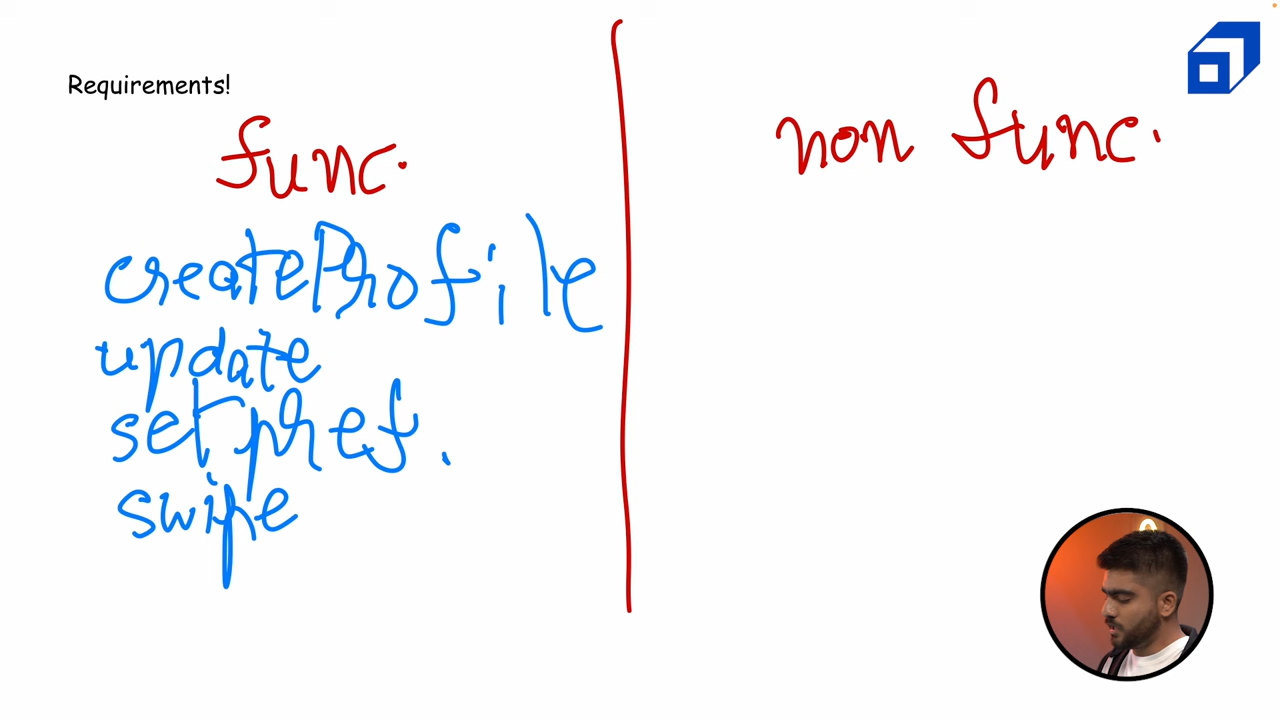 Requirements!
func.
createProfile
update
set pref.
swipe
non func.